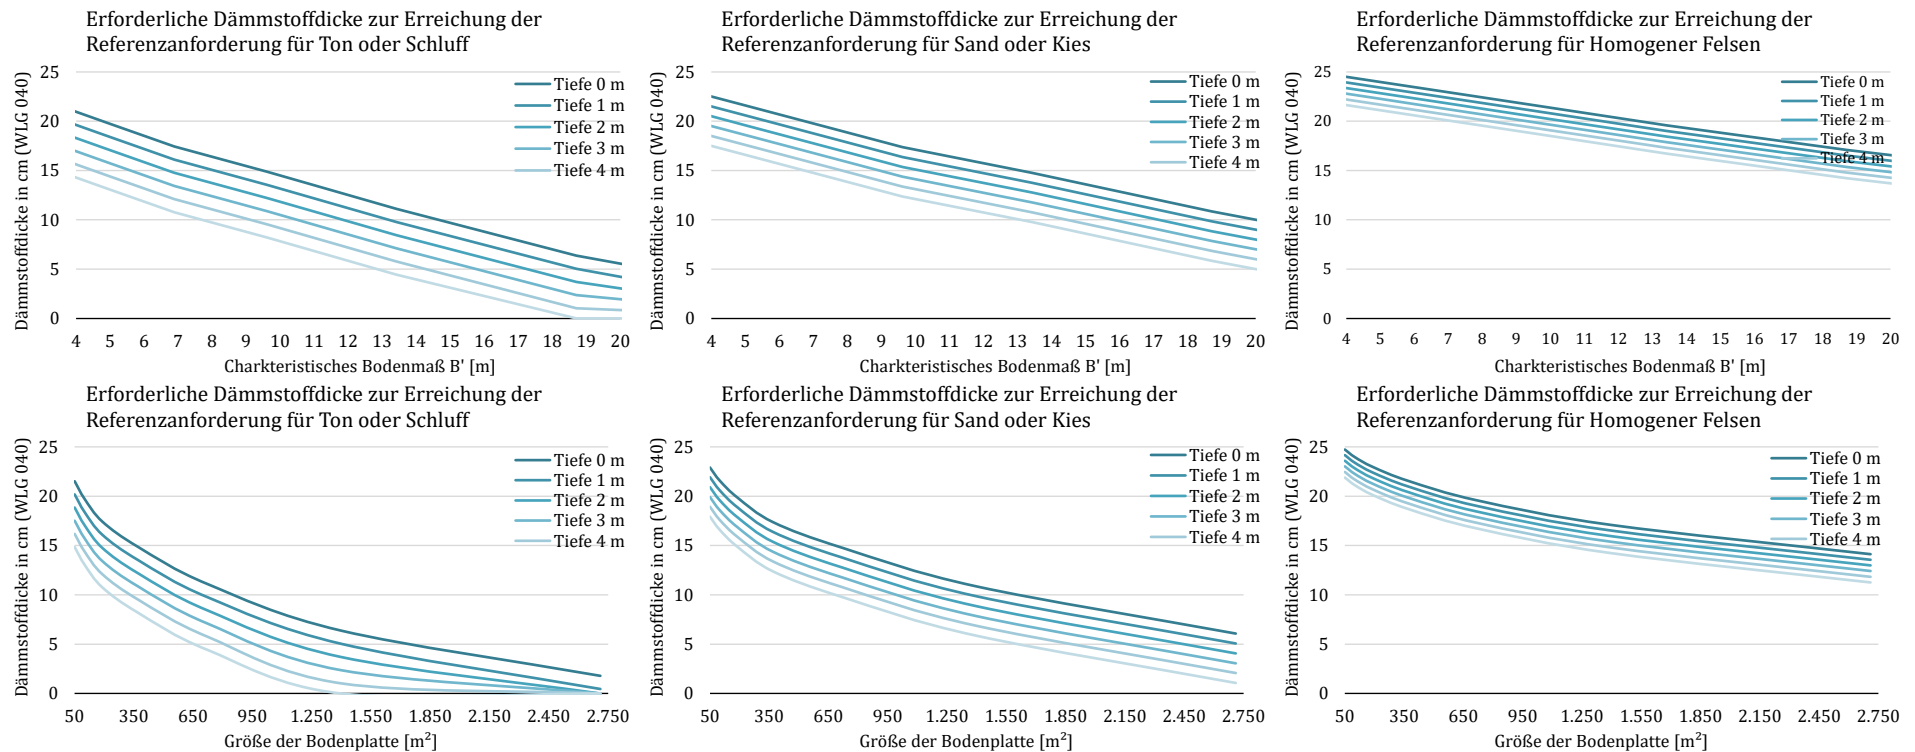 Erforderliche Dämmstoffdicke zur Erreichung der
Referenzanforderung für Ton oder Schluff
Dämmstoffdicke in cm (WLG 040)
25
20
15
10
5
0
4 5 6 7 8 9 10 11 12 13 14 15 16 17 18 19 20
Charkteristisches Bodenmaß B' [m]
Tiefe 0 m
Tiefe 1 m
Tiefe 2 m
Tiefe 3 m
Tiefe 4 m
Erforderliche Dämmstoffdicke zur Erreichung der
Referenzanforderung für Sand oder Kies
Dämmstoffdicke in cm (WLG 040)
25
20
15
10
5
0
4 5 6 7 8 9 10 11 12 13 14 15 16 17 18 19 20
Charkteristisches Bodenmaß B' [m]
Tiefe 0 m
Tiefe 1 m
Tiefe 2 m
Tiefe 3 m
Tiefe 4 m
Erforderliche Dämmstoffdicke zur Erreichung der
Referenzanforderung für Homogener Felsen
Dämmstoffdicke in cm (WLG 040)
25
20
15
10
5
0
4 5 6 7 8 9 10 11 12 13 14 15 16 17 18 19 20
Charkteristisches Bodenmaß B' [m]
Tiefe 0 m
Tiefe 1 m
Tiefe 2 m
Tiefe 3 m
Tiefe 4 m
Erforderliche Dämmstoffdicke zur Erreichung der
Referenzanforderung für Ton oder Schluff
Dämmstoffdicke in cm (WLG 040)
25
20
15
10
5
0
50 350 650 950 1.250 1.550 1.850 2.150 2.450 2.750
Größe der Bodenplatte [m²]
Tiefe 0 m
Tiefe 1 m
Tiefe 2 m
Tiefe 3 m
Tiefe 4 m
Erforderliche Dämmstoffdicke zur Erreichung der
Referenzanforderung für Sand oder Kies
Dämmstoffdicke in cm (WLG 040)
25
20
15
10
5
0
50 350 650 950 1.250 1.550 1.850 2.150 2.450 2.750
Größe der Bodenplatte [m²]
Tiefe 0 m
Tiefe 1 m
Tiefe 2 m
Tiefe 3 m
Tiefe 4 m
Erforderliche Dämmstoffdicke zur Erreichung der
Referenzanforderung für Homogener Felsen
Dämmstoffdicke in cm (WLG 040)
25
20
15
10
5
0
50 350 650 950 1.250 1.550 1.850 2.150 2.450 2.750
Größe der Bodenplatte [m²]
Tiefe 0 m
Tiefe 1 m
Tiefe 2 m
Tiefe 3 m
Tiefe 4 m